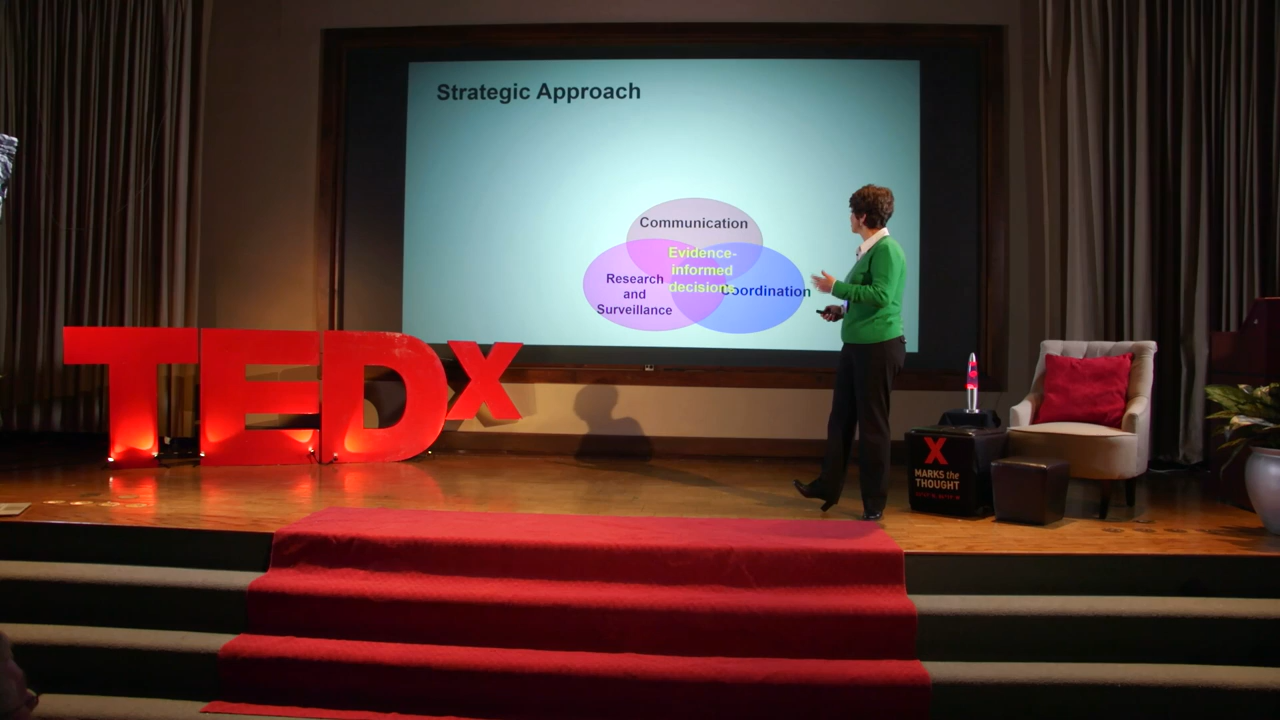 Strategic Approach
Communication
Evidence-
informed
decisions
Research
and
Surveillance
Coordination
TEDx
X
MARKS the
THOUGHT